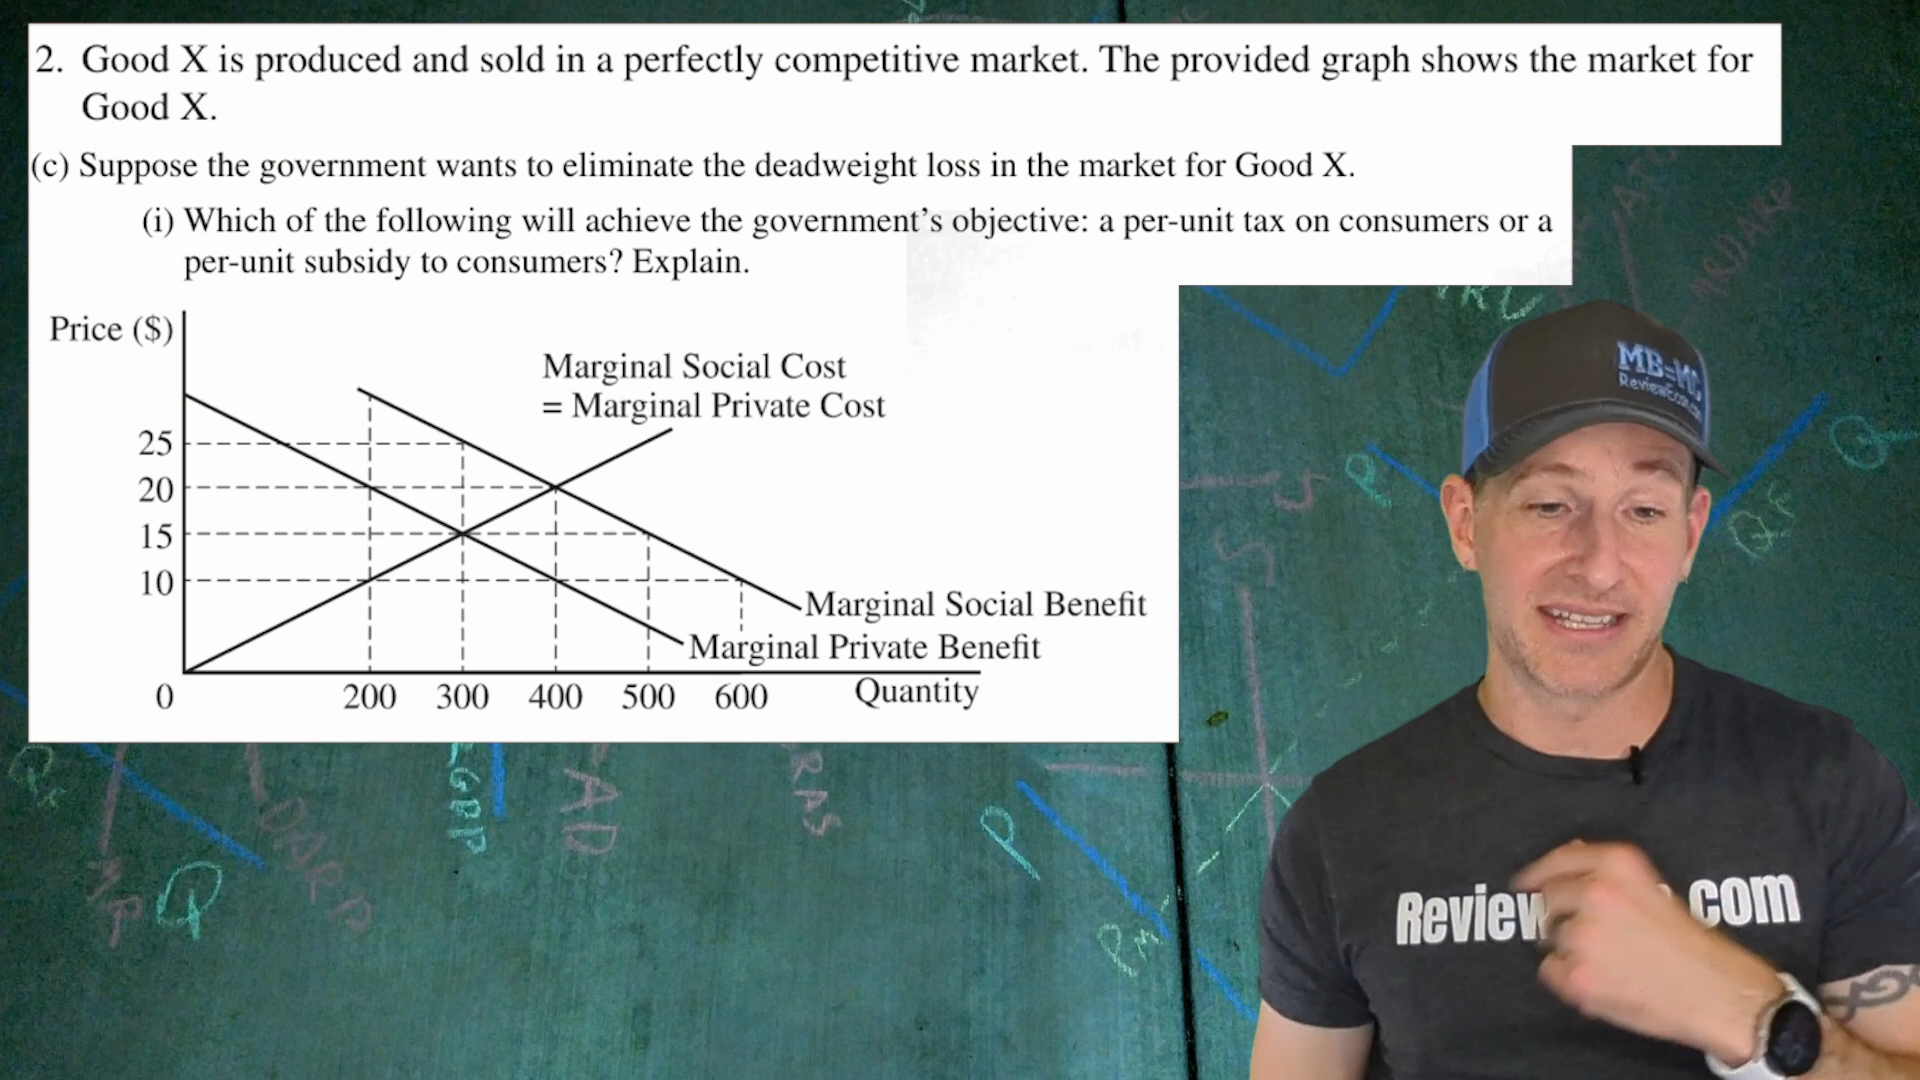 2. Good X is produced and sold in a perfectly competitive market. The provided graph shows the market for
Good X.
(c) Suppose the government wants to eliminate the deadweight loss in the market for Good X.
(i) Which of the following will achieve the government's objective: a per-unit tax on consumers or a
per-unit subsidy to consumers? Explain.
Price ($)
Marginal Social Cost
= Marginal Private Cost
25
20
15
10
Marginal Social Benefit
Marginal Private Benefit
0 200 300 400 500 600 Quantity
MB=MC
Review .com
P
Q
AD
P